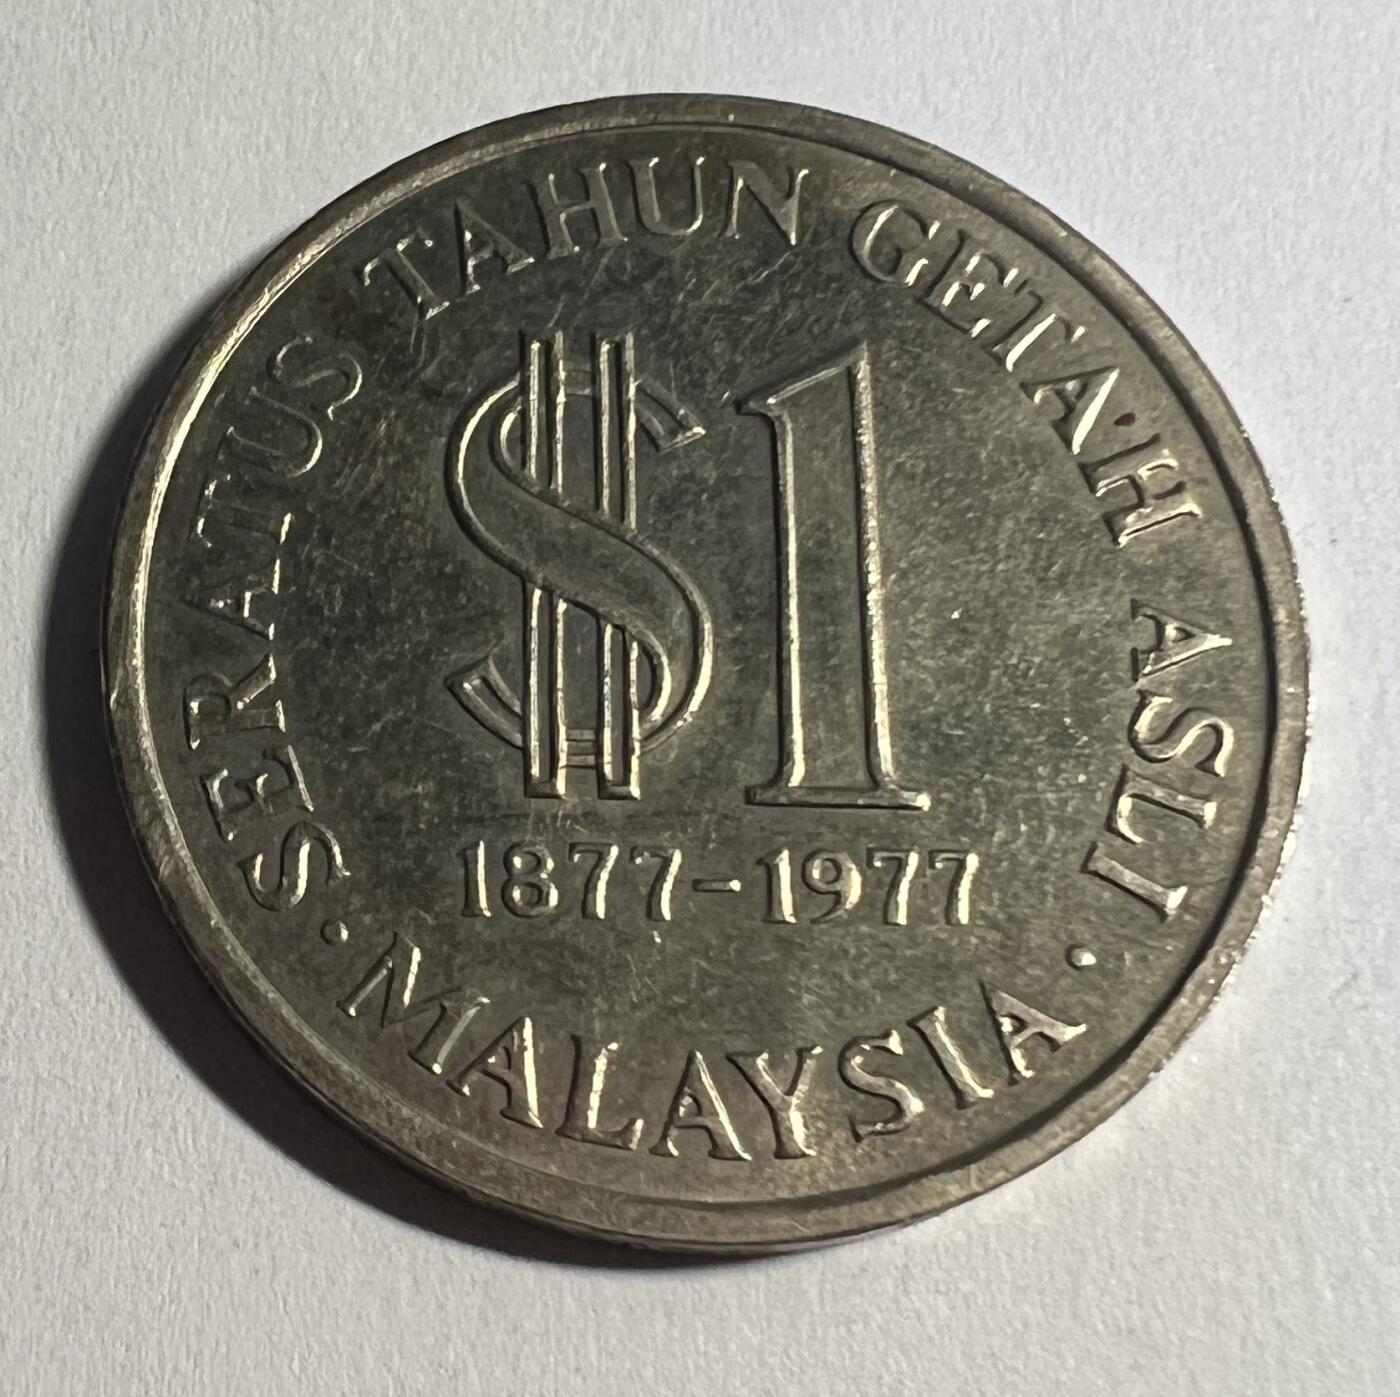 SERATUS TAHUN GETAH ASLI
$1
1877-1977
· MALAYSIA ·